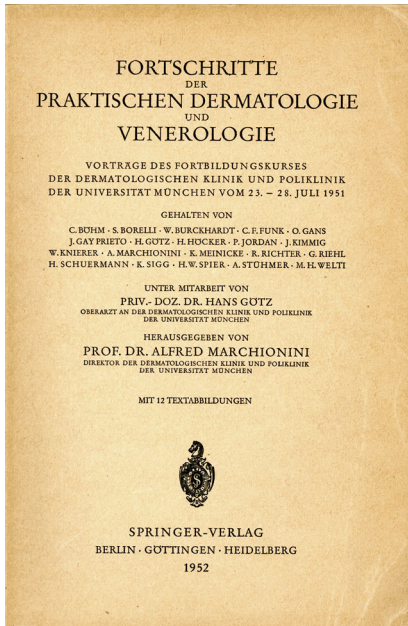 FORTSCHRITTE
DER
PRAKTISCHEN DERMATOLOGIE
UND
VENEROLOGIE
VORTRÄGE DES FORTBILDUNGSKURSES
DER DERMATOLOGISCHEN KLINIK UND POLIKLINIK
DER UNIVERSITÄT MÜNCHEN VOM 23. – 28. JULI 1951
GEHALTEN VON
C. BÖHM · S. BORELLI · W. BURCKHARDT · C. F. FUNK · O. GANS
J. GAY PRIETO · H. GÖTZ · H. HÖCKER · P. JORDAN · J. KIMMIG
W. KNIERER · A. MARCHIONINI · K. MEINICKE · R. RICHTER · G. RIEHL
H. SCHUERMANN · K. SIGG · H. W. SPIER · A. STÜHMER · M. H. WELTI
UNTER MITARBEIT VON
PRIV.- DOZ. DR. HANS GÖTZ
OBERARZT AN DER DERMATOLOGISCHEN KLINIK UND POLIKLINIK
DER UNIVERSITÄT MÜNCHEN
HERAUSGEGEBEN VON
PROF. DR. ALFRED MARCHIONINI
DIREKTOR DER DERMATOLOGISCHEN KLINIK UND POLIKLINIK
DER UNIVERSITÄT MÜNCHEN
MIT 12 TEXTABBILDUNGEN
S
SPRINGER-VERLAG
BERLIN · GÖTTINGEN · HEIDELBERG
1952